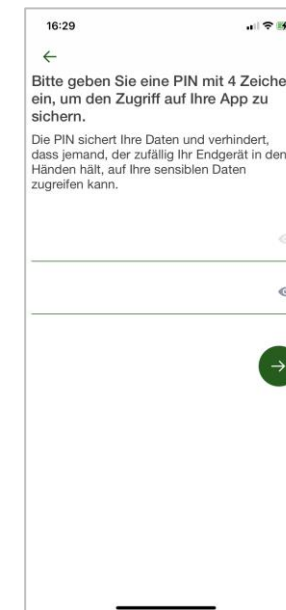 16:29
Bitte geben Sie eine PIN mit 4 Zeiche
ein, um den Zugriff auf Ihre App zu
sichern.
Die PIN sichert Ihre Daten und verhindert,
dass jemand, der zufällig Ihr Endgerät in den
Händen hält, auf Ihre sensiblen Daten
zugreifen kann.